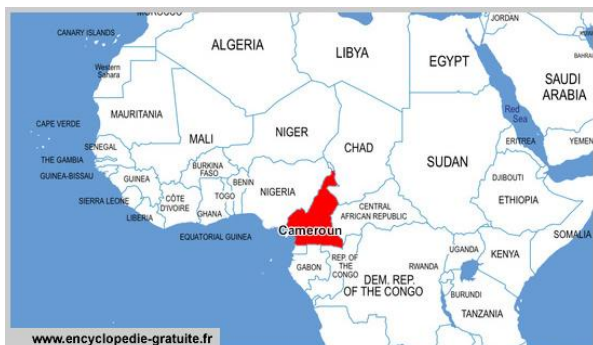 MOROCCO
CANARY ISLANDS
JORDAN
ALGERIA
LIBYA
EGYPT
Western
Sahara
SAUDI
ARABIA
Red
Sea
MAURITANIA
CAPE VERDE
MALI
NIGER
CHAD
SUDAN
ERITREA
YEMEN
SENEGAL
THE GAMBIA
GUINEA-BISSAU
GUINEA
BURKINA
FASO
BENIN
NIGERIA
DJIBOUTI
SIERRA LEONE
CÔTE
D'IVOIRE
TOGO
GHANA
LIBERIA
CENTRAL
AFRICAN REPUBLIC
ETHIOPIA
Cameroun
EQUATORIAL GUINEA
SOMALIA
GABON
REP. OF
THE
CONGO
DEM. REP.
OF THE CONGO
RWANDA
UGANDA
KENYA
BURUNDI
TANZANIA
www.encyclopedie-gratuite.fr